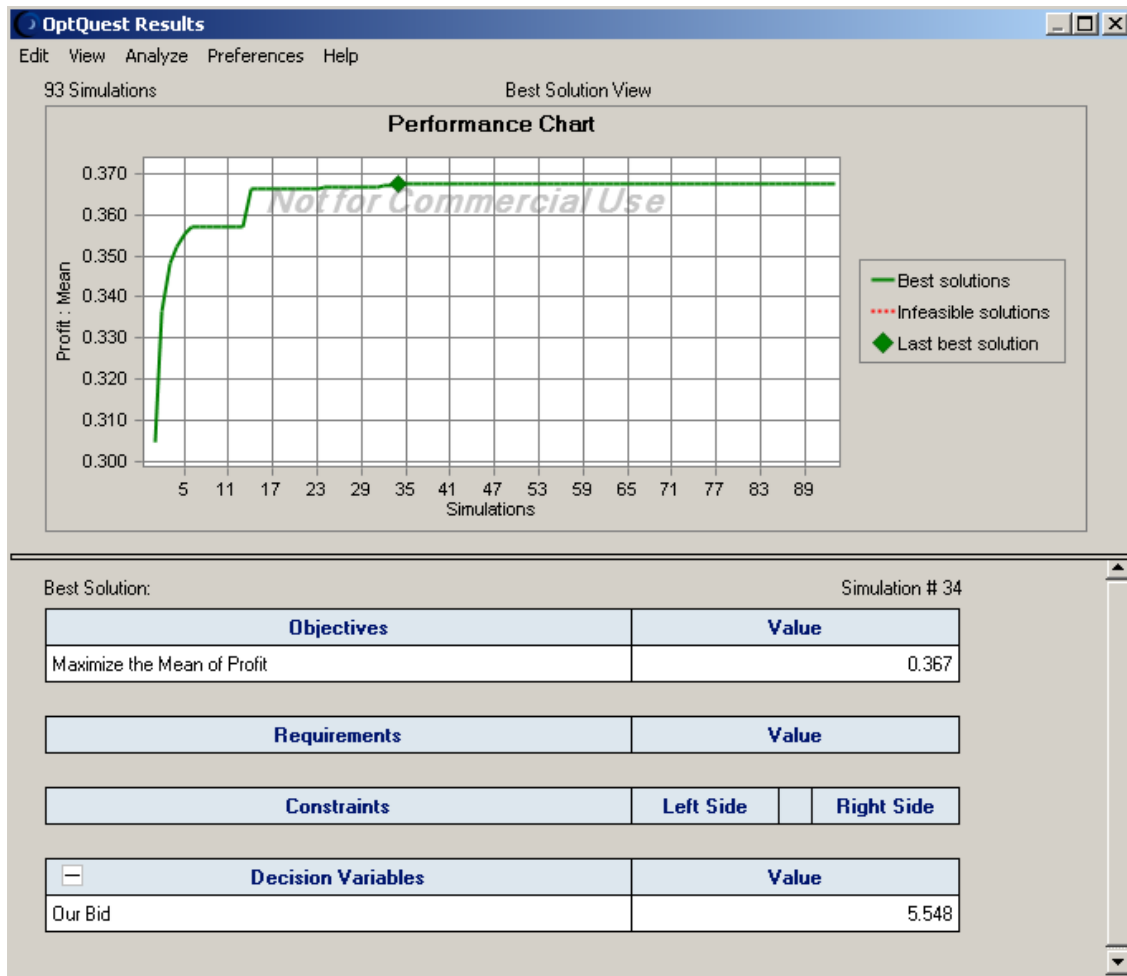 OptQuest Results
Edit View Analyze Preferences Help
93 Simulations Best Solution View
Performance Chart
Not for Commercial Use
Profit : Mean
0.370
0.360
0.350
0.340
0.330
0.320
0.310
0.300
5 11 17 23 29 35 41 47 53 59 65 71 77 83 89
Simulations
Best solutions
Infeasible solutions
Last best solution
Best Solution: Simulation # 34
Objectives Value
Maximize the Mean of Profit 0.367
Requirements Value
Constraints Left Side Right Side
Decision Variables Value
Our Bid 5.548